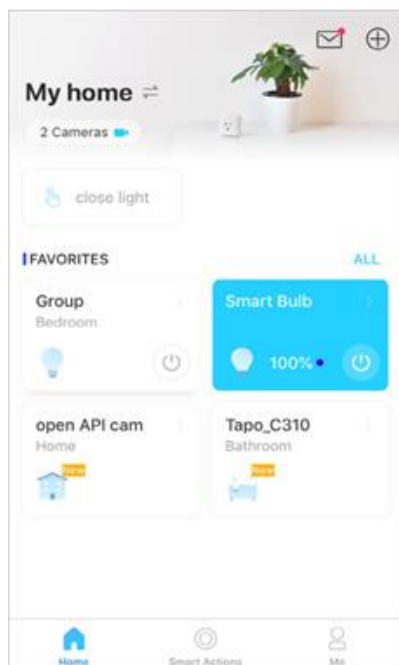 My home
2 Cameras
close light
FAVORITES ALL
Group
Bedroom
Smart Bulb
100%
open API cam
Home
New
Tapo_C310
Bathroom
New
Home Smart Actions Me